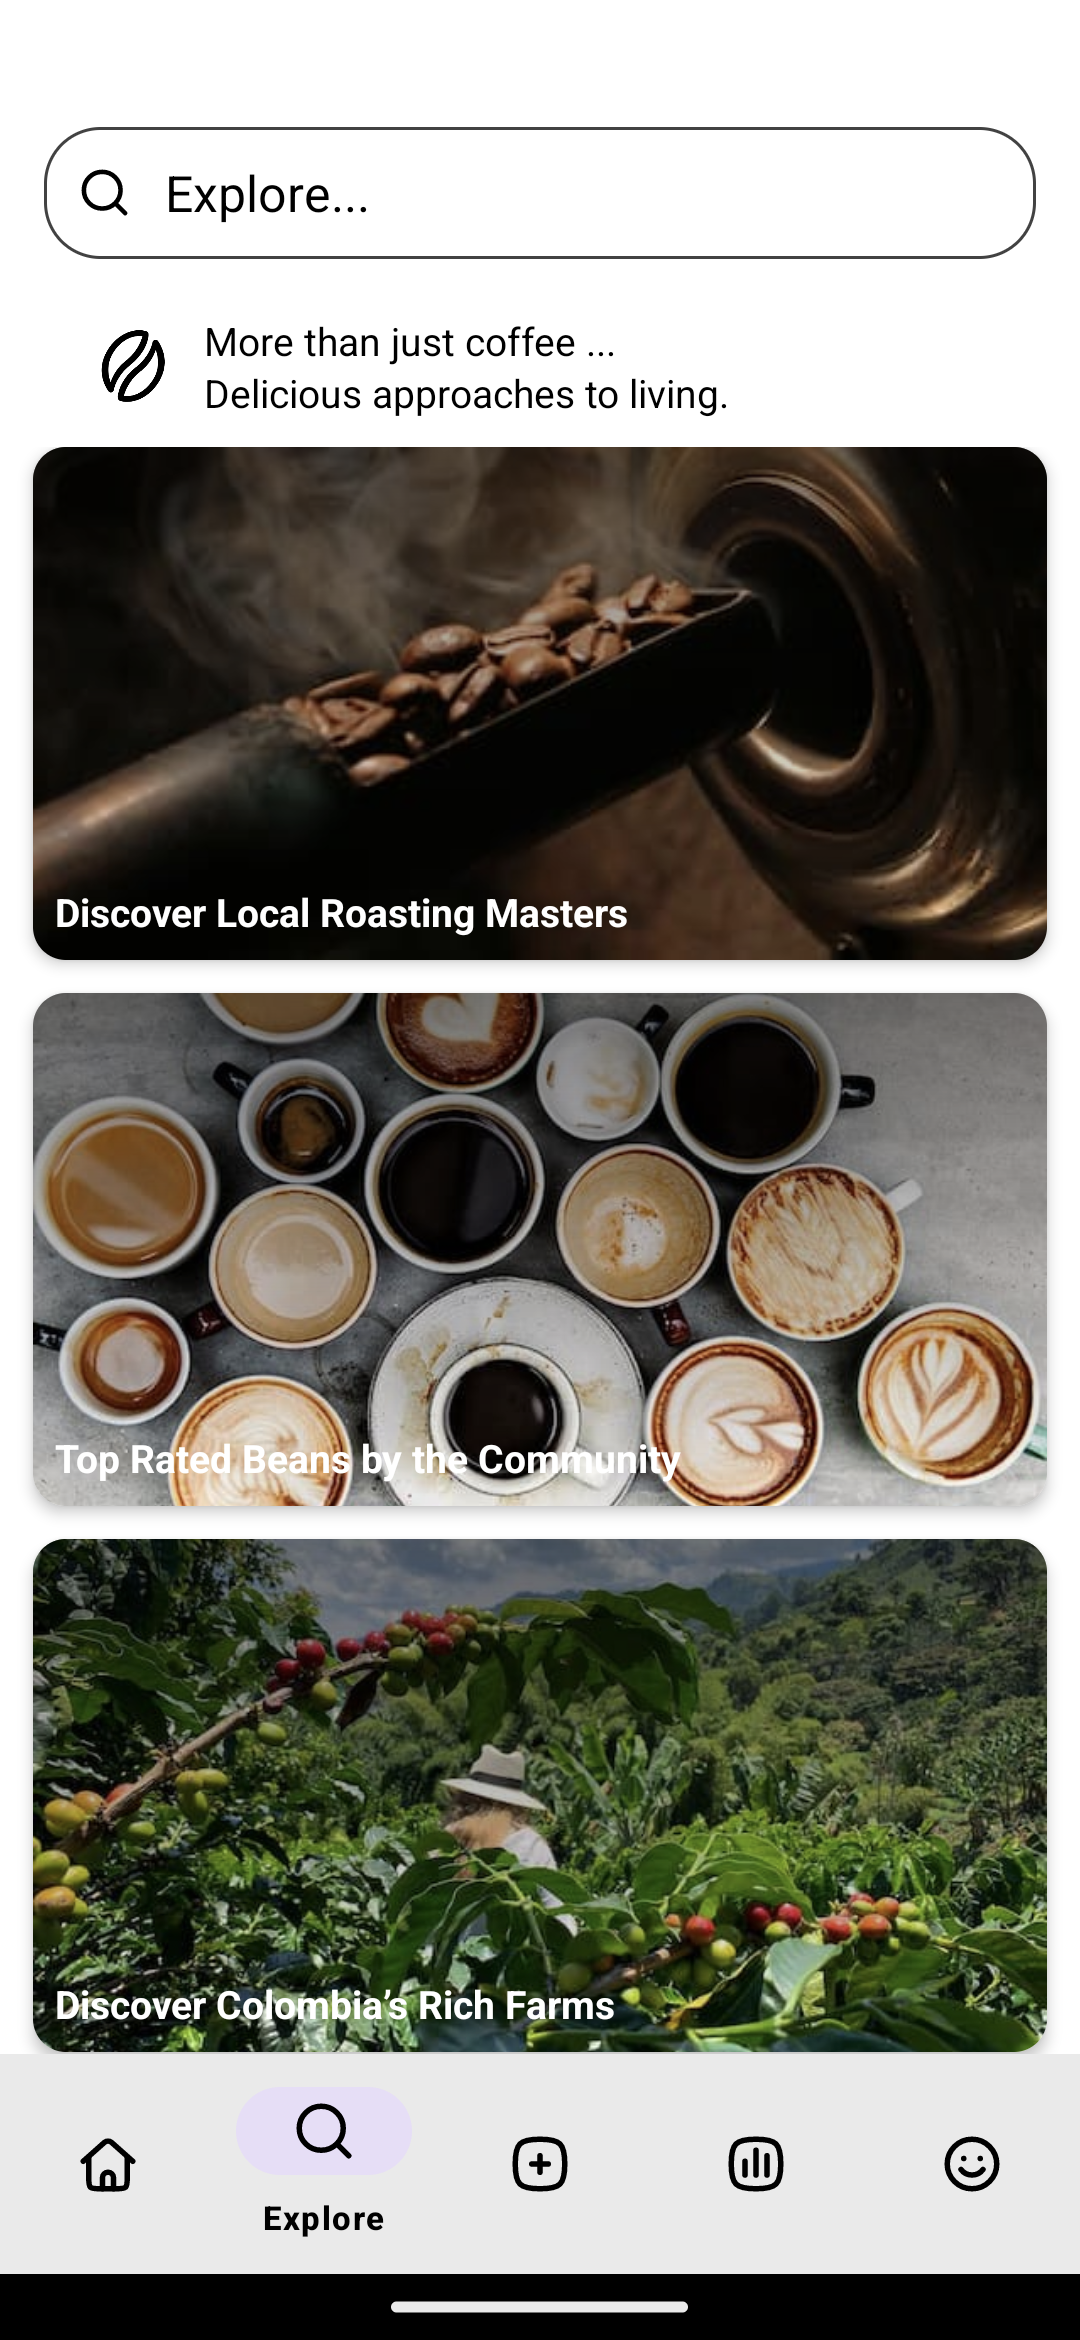 Explore...
More than just coffee ...
Delicious approaches to living.
Discover Local Roasting Masters
Top Rated Beans by the Community
Discover Colombia’s Rich Farms
Explore